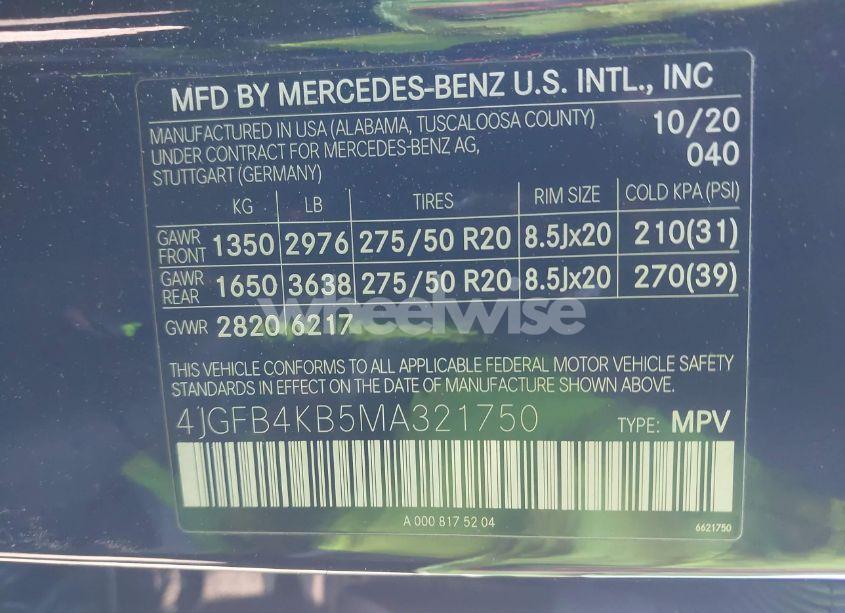 MFD BY MERCEDES-BENZ U.S. INTL., INC
MANUFACTURED IN USA (ALABAMA, TUSCALOOSA COUNTY) 10/20
UNDER CONTRACT FOR MERCEDES-BENZ AG, 040
STUTTGART (GERMANY)
KG LB TIRES RIM SIZE COLD KPA (PSI)
GAWR FRONT 1350 2976 275/50 R20 8.5Jx20 210(31)
GAWR REAR 1650 3638 275/50 R20 8.5Jx20 270(39)
wheelwise
GVWR 2820 6217
THIS VEHICLE CONFORMS TO ALL APPLICABLE FEDERAL MOTOR VEHICLE SAFETY
STANDARDS IN EFFECT ON THE DATE OF MANUFACTURE SHOWN ABOVE.
4JGFB4KB5MA321750 TYPE: MPV
A 000 817 52 04
6621750